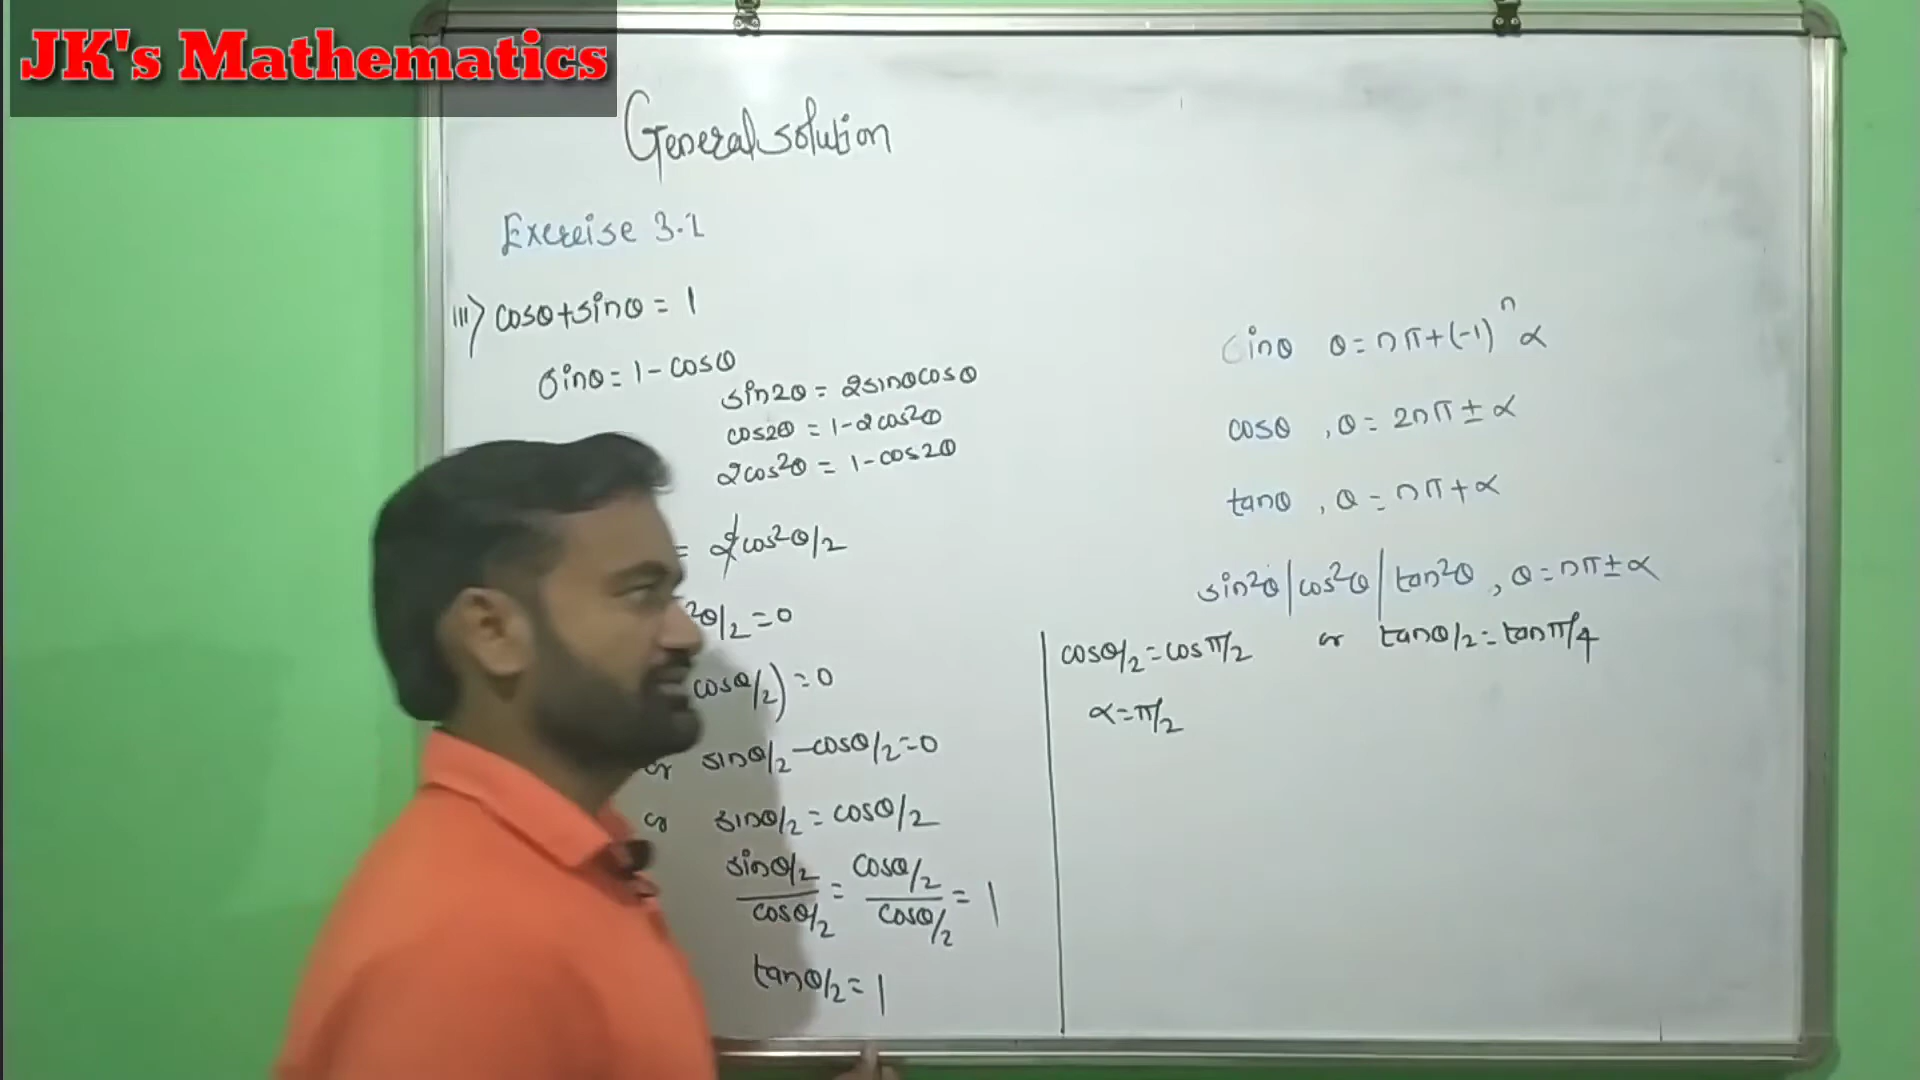 JK's Mathematics
General solution
Exercise 3.1
iii) cosθ+sinθ = 1
sinθ = 1 - cosθ
sin2θ = 2sinθcosθ
cos2θ = 1-2cos²θ
2cos²θ = 1-cos2θ
= 2cos²θ/2
²θ/2 = 0
cosθ/2) = 0
or sinθ/2 - cosθ/2 = 0
or sinθ/2 = cosθ/2
sinθ/2 / cosθ/2 = cosθ/2 / cosθ/2 = 1
tanθ/2 = 1
sinθ θ = nπ+(-1)ⁿ α
cosθ , θ = 2nπ ± α
tanθ , θ = nπ + α
sin²θ | cos²θ | tan²θ , θ = nπ ± α
cosθ/2 = cosπ/2 or tanθ/2 = tanπ/4
α = π/2